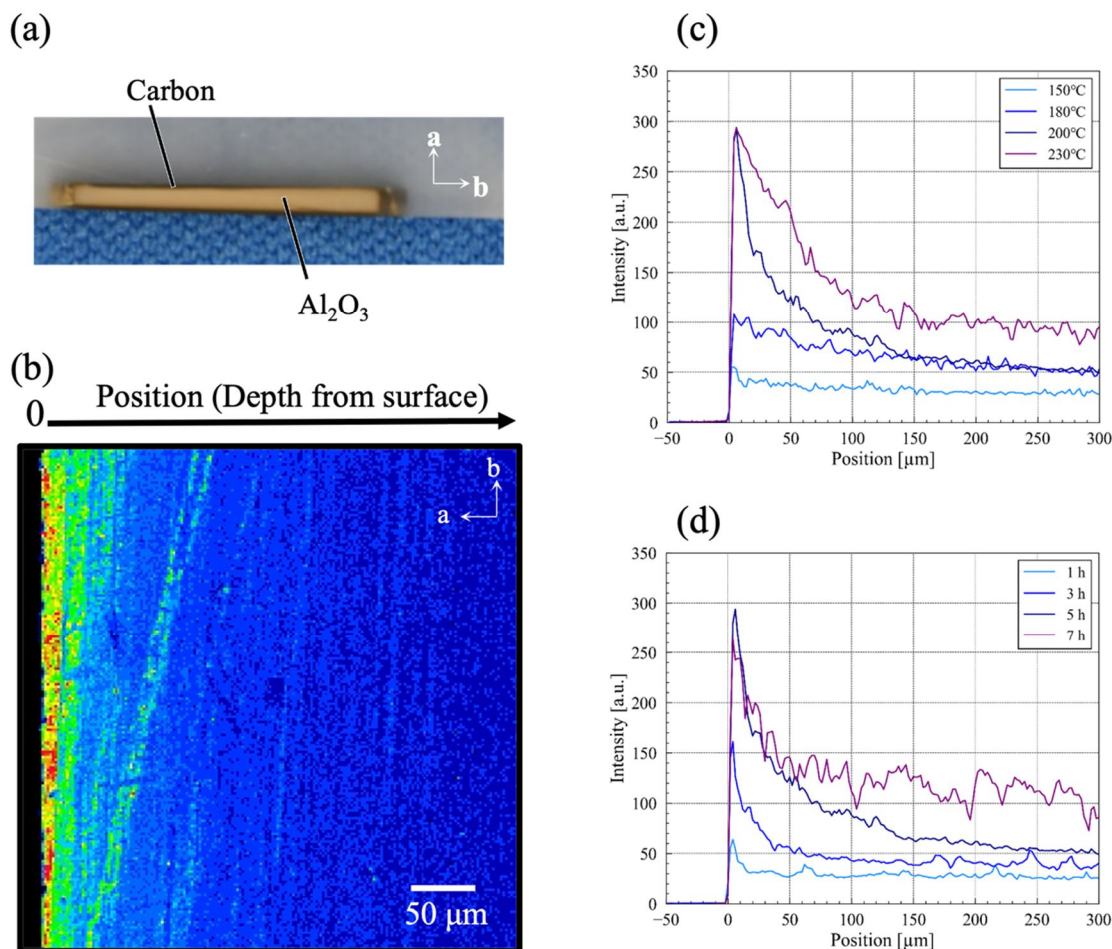 (a)
Carbon
a
b
Al₂O₃
(b)
0
Position (Depth from surface)
b
a
50 μm
(c)
Intensity [a.u.]
350
300
250
200
150
100
50
0
−50
0
50
100
150
200
250
300
Position [μm]
150℃
180℃
200℃
230℃
(d)
Intensity [a.u.]
350
300
250
200
150
100
50
0
−50
0
50
100
150
200
250
300
Position [μm]
1 h
3 h
5 h
7 h